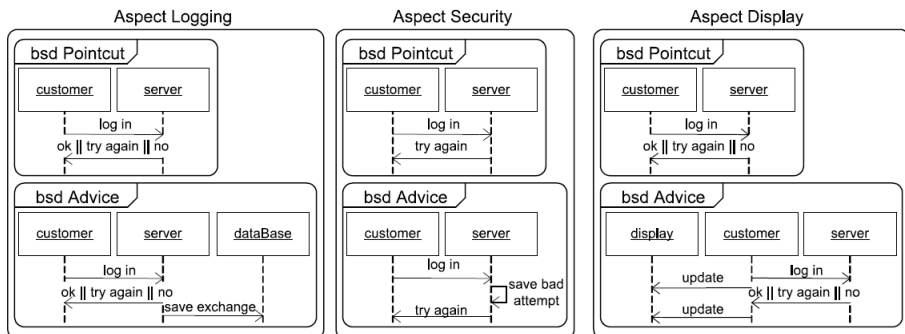 Aspect Logging
bsd Pointcut
customer
server
log in
ok || try again || no
bsd Advice
customer
server
dataBase
log in
ok || try again || no
save exchange
Aspect Security
bsd Pointcut
customer
server
log in
try again
bsd Advice
customer
server
log in
save bad
attempt
try again
Aspect Display
bsd Pointcut
customer
server
log in
ok || try again || no
bsd Advice
display
customer
server
log in
update
ok || try again || no
update